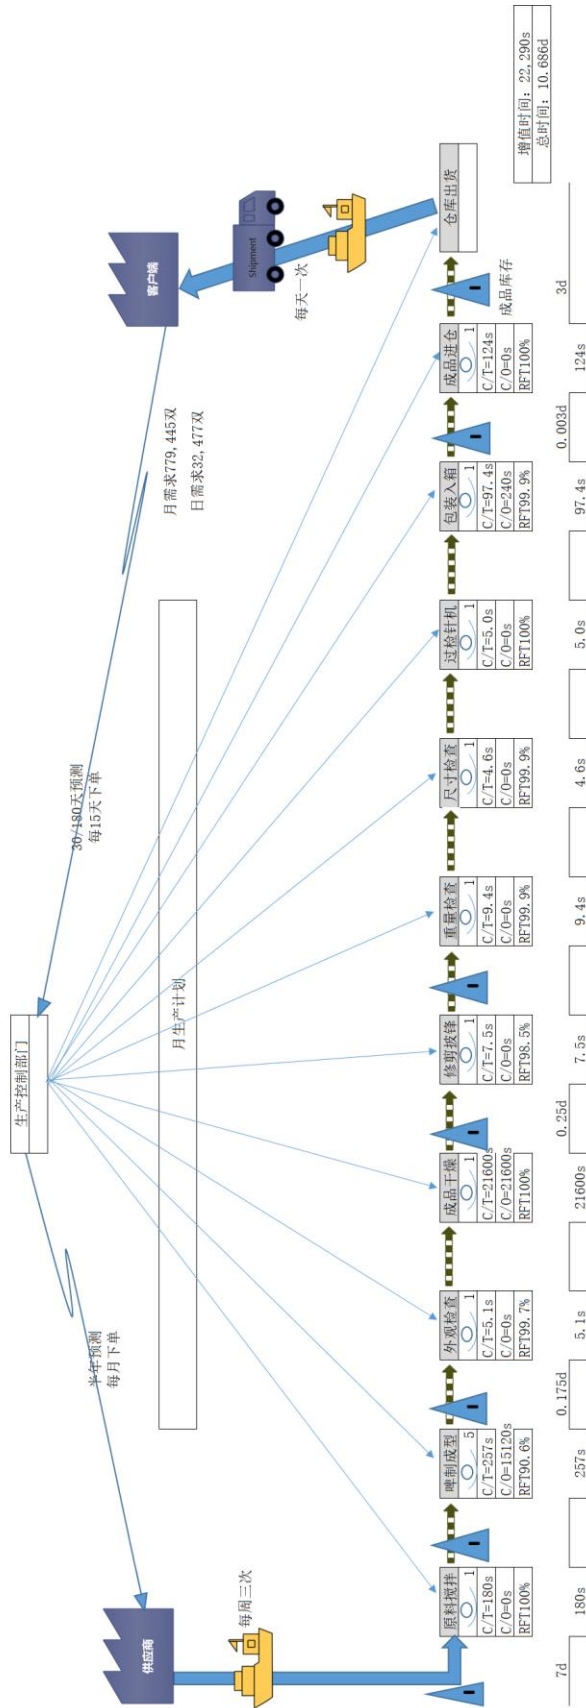 生产控制部门
供应商
客户端
半年预测
每月下单
30/180天预测
每15天下单
月需求779,445双
日需求32,477双
月生产计划
每周三次
每天一次
Shipment
原料搅拌
1
C/T=180s
C/O=0s
RFT100%
啤制成型
5
C/T=257s
C/O=15120s
RFT90.6%
外观检查
1
C/T=5.1s
C/O=0s
RFT99.7%
成品干燥
1
C/T=21600s
C/O=21600s
RFT100%
修剪披锋
1
C/T=7.5s
C/O=0s
RFT98.5%
重量检查
1
C/T=9.4s
C/O=0s
RFT99.9%
尺寸检查
1
C/T=4.6s
C/O=0s
RFT99.9%
过检针机
1
C/T=5.0s
C/O=0s
RFT100%
包装入箱
1
C/T=97.4s
C/O=240s
RFT99.9%
成品进仓
1
C/T=124s
C/O=0s
RFT100%
成品库存
仓库出货
I
I
I
I
I
I
I
7d
180s
257s
0.175d
5.1s
21600s
0.25d
7.5s
9.4s
4.6s
5.0s
97.4s
0.003d
124s
3d
增值时间: 22,290s
总时间: 10.686d